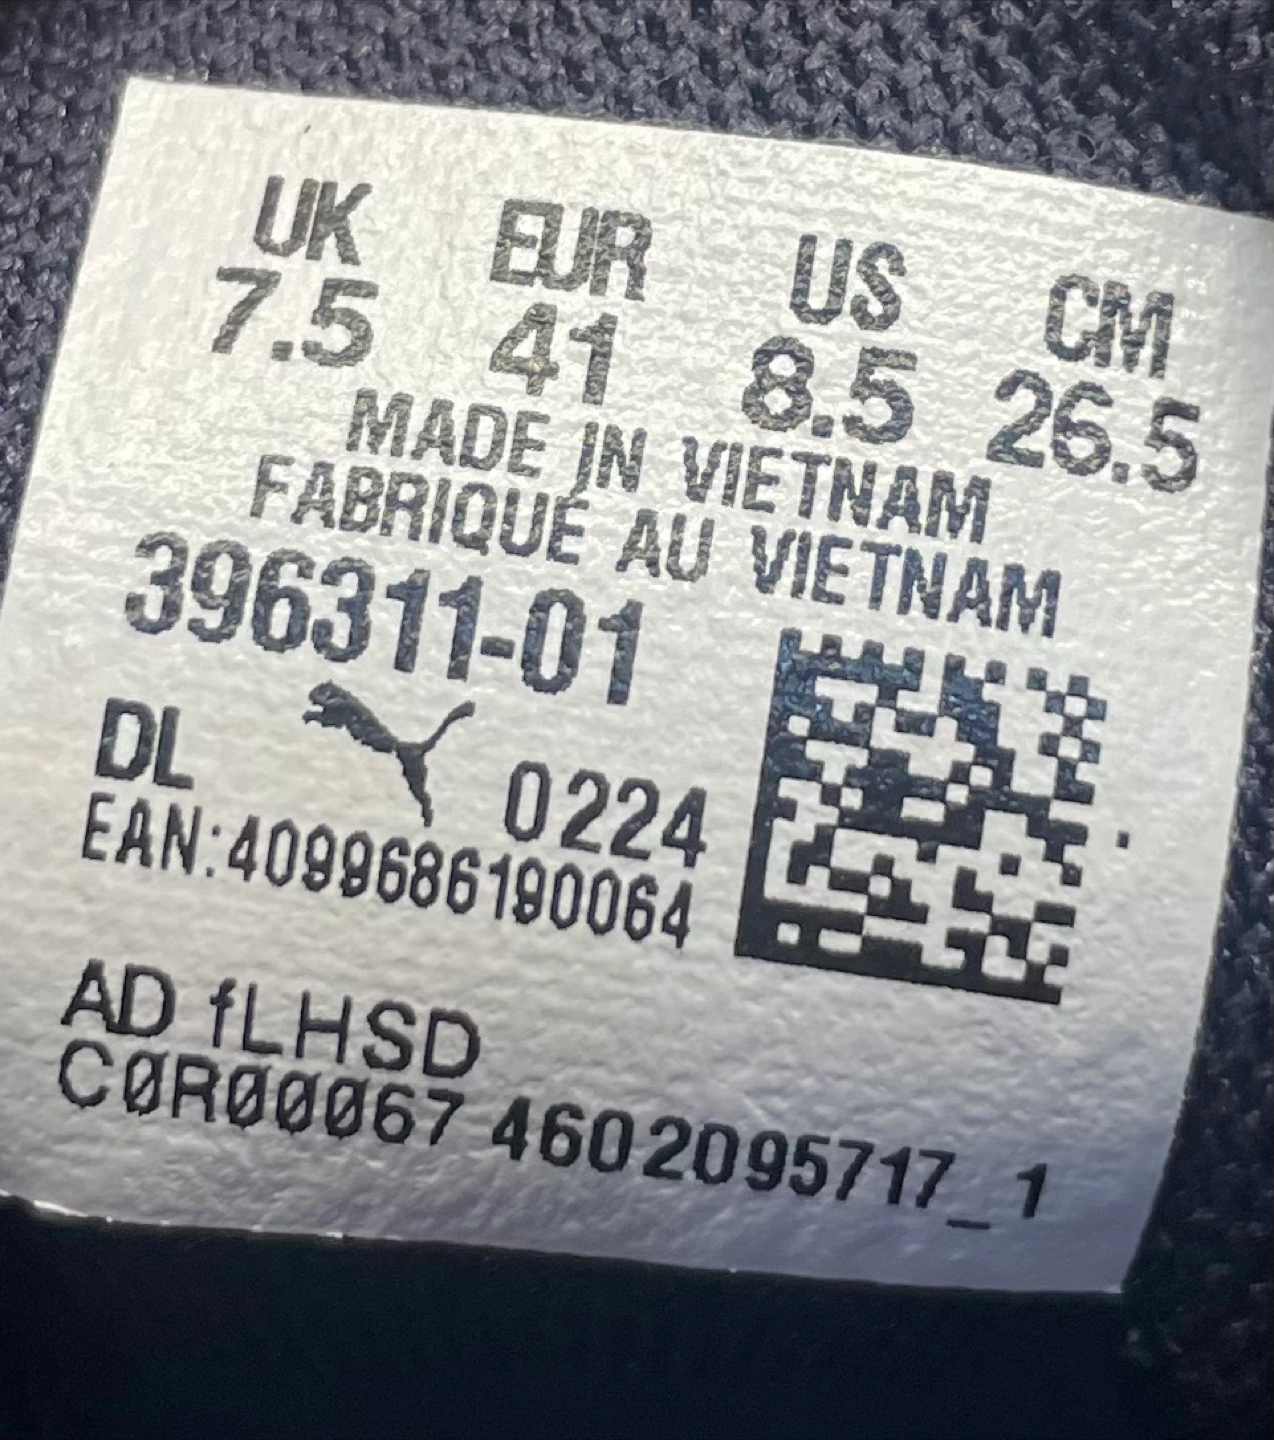 UK EUR US CM
7.5 41 8.5 26.5
MADE IN VIETNAM
FABRIQUÉ AU VIETNAM
396311-01
DL 0224
EAN:4099686190064
AD fLHSD
C0R00067 4602095717_1